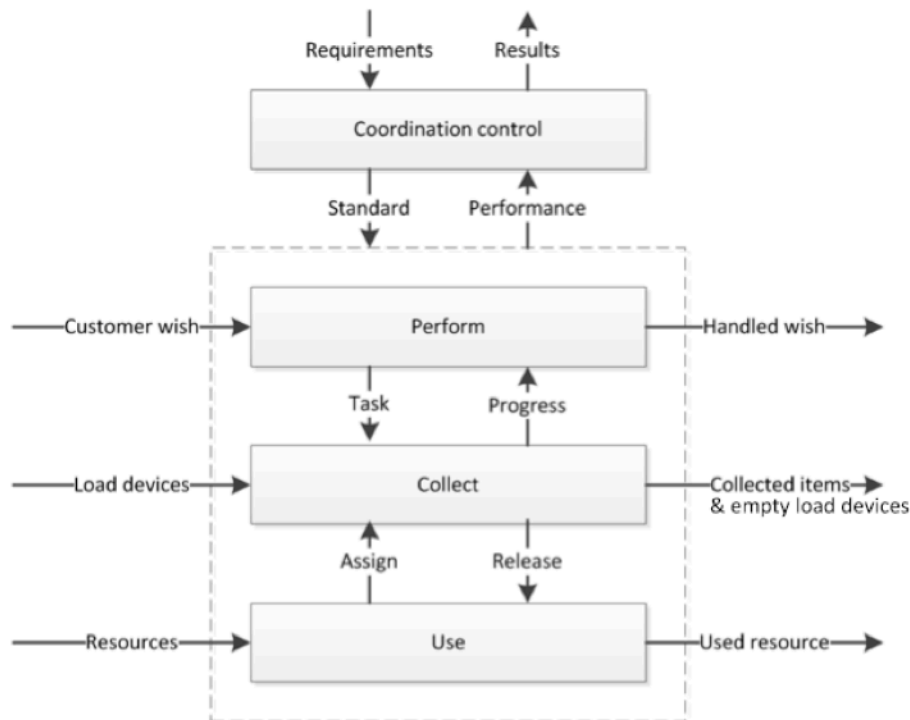 Requirements
Results
Coordination control
Standard
Performance
Customer wish
Perform
Handled wish
Task
Progress
Load devices
Collect
Collected items
& empty load devices
Assign
Release
Resources
Use
Used resource